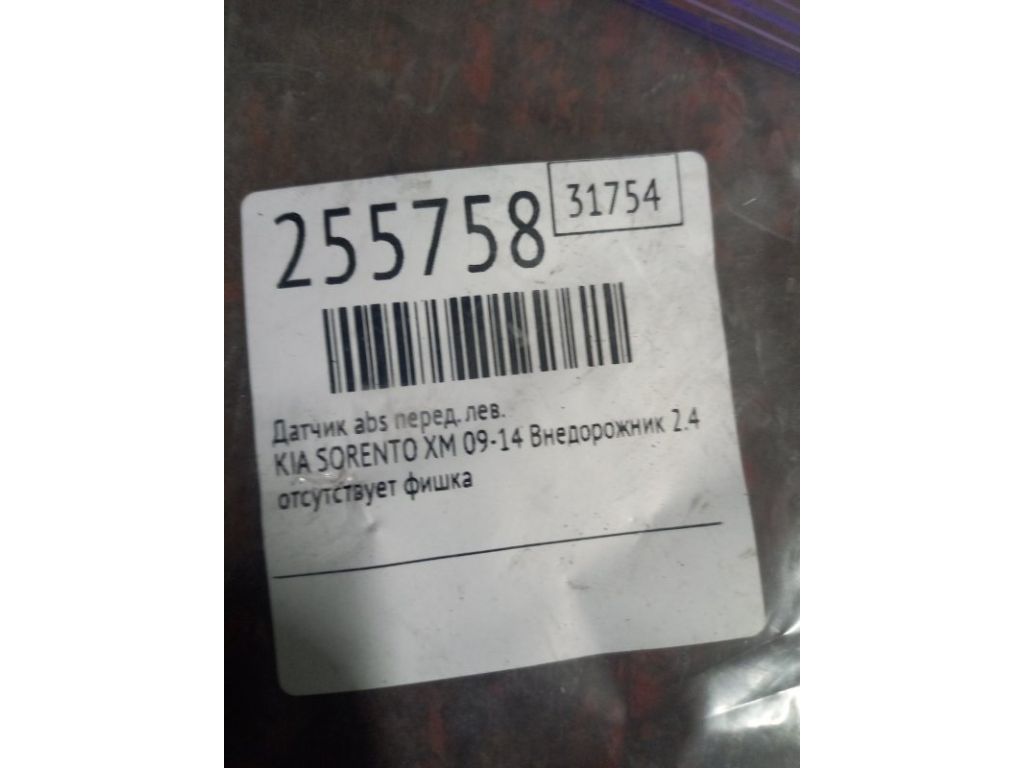 255758
31754
Датчик abs перед. лев.
KIA SORENTO XM 09-14 Внедорожник 2.4
отсутствует фишка